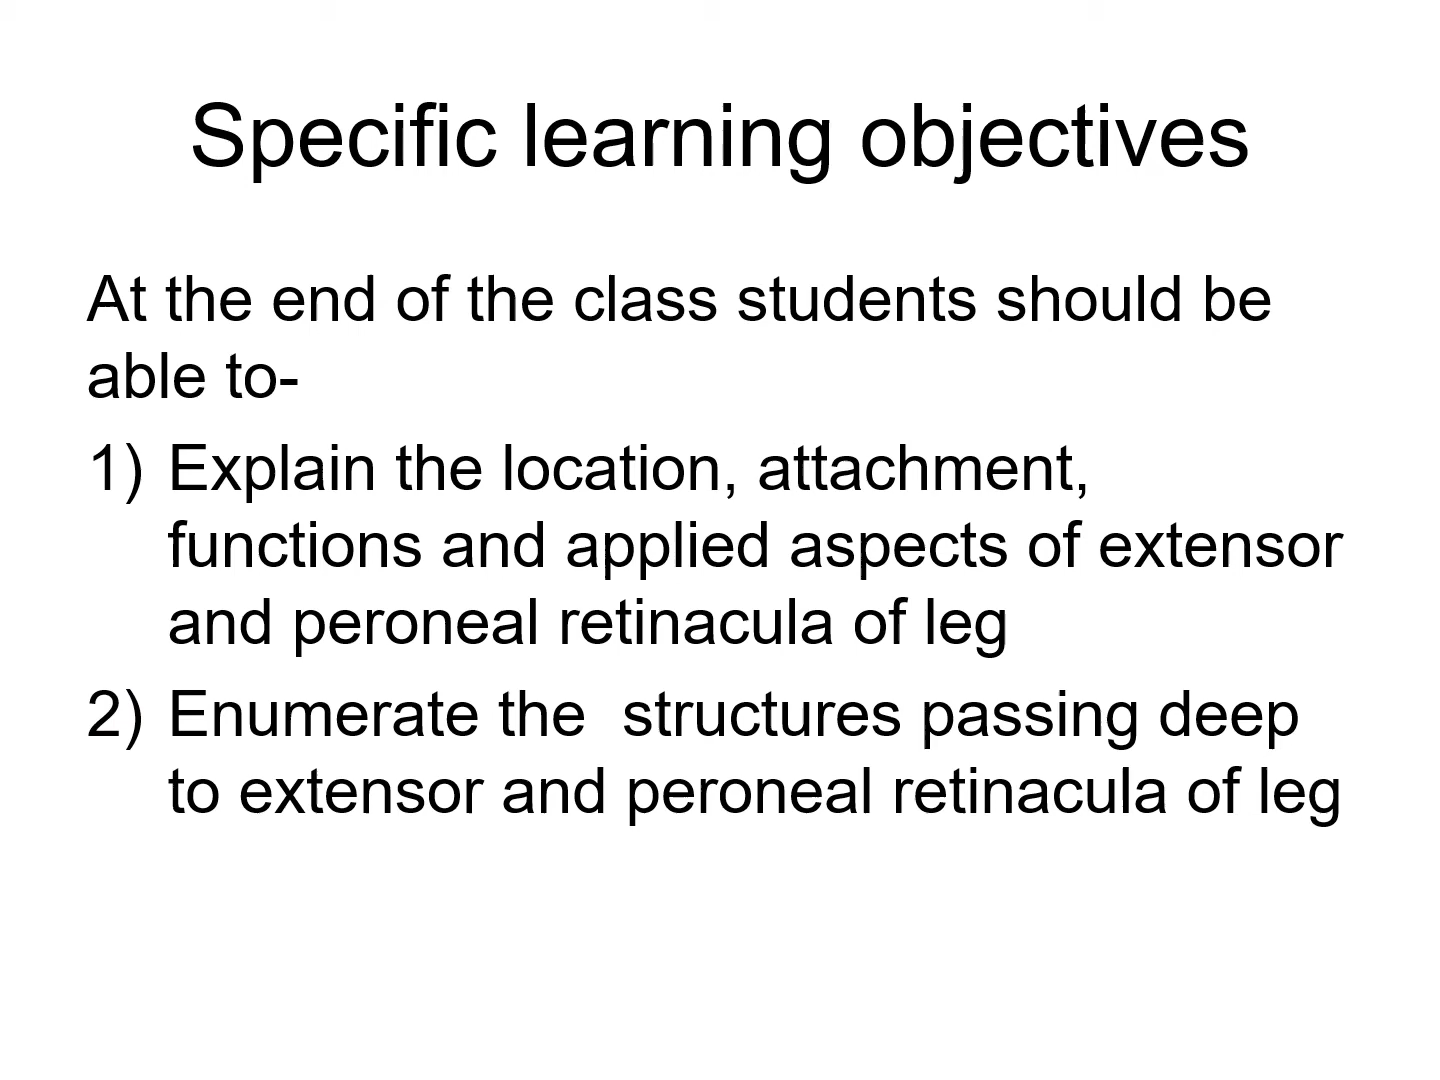 Specific learning objectives
At the end of the class students should be
able to-
1) Explain the location, attachment,
functions and applied aspects of extensor
and peroneal retinacula of leg
2) Enumerate the  structures passing deep
to extensor and peroneal retinacula of leg